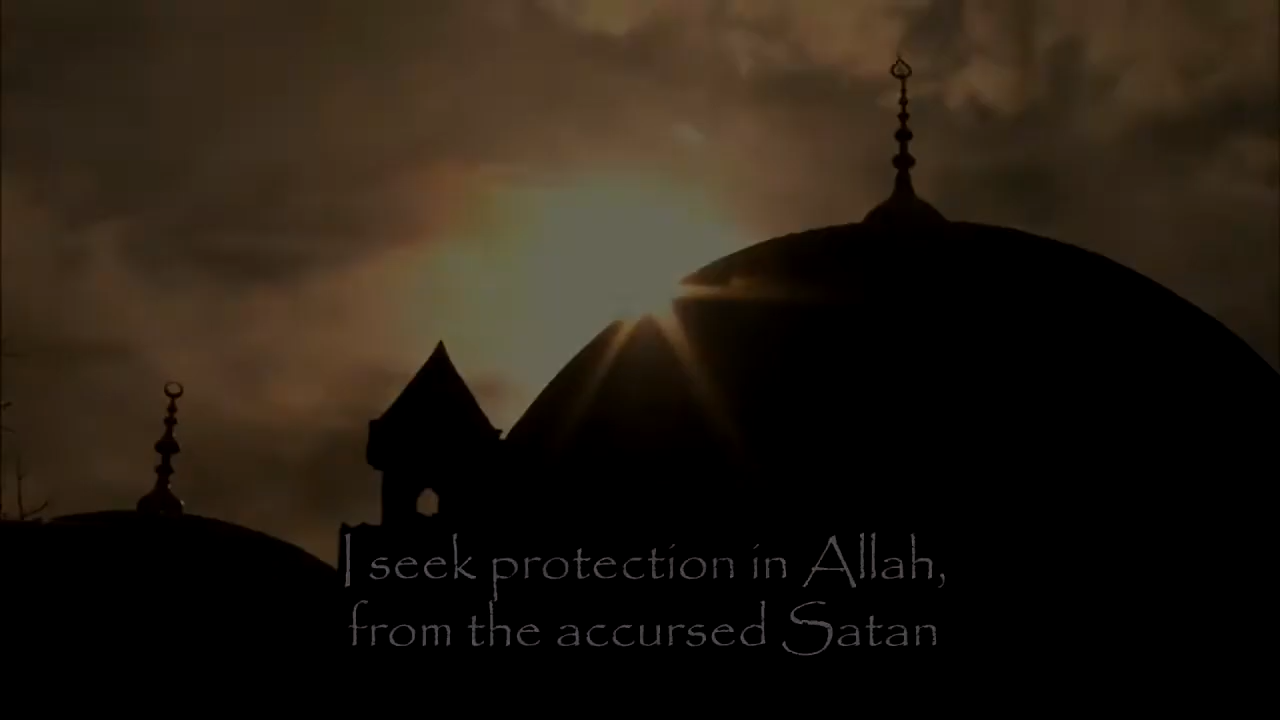 I seek protection in Allah,
from the accursed Satan